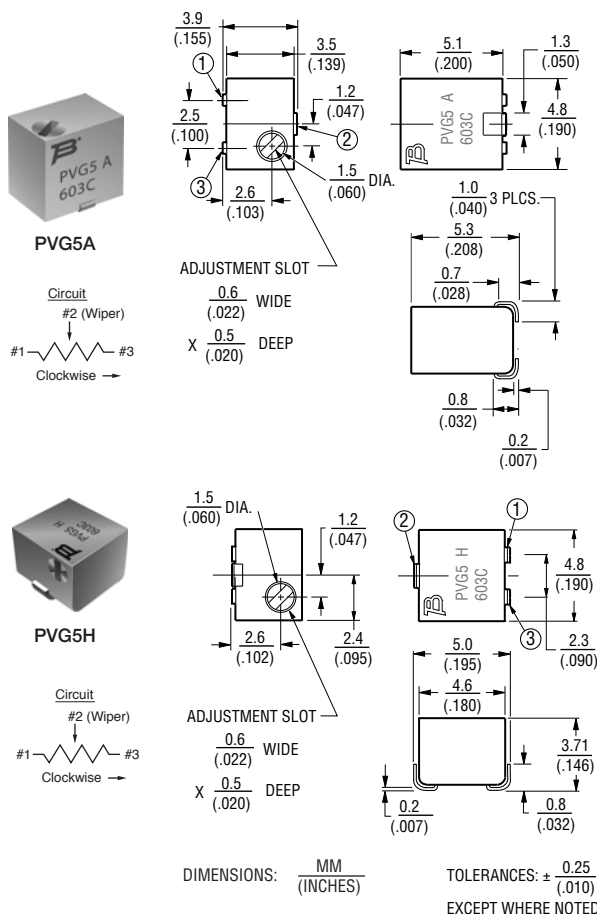 3.9
(.155)
3.5
(.139)
5.1
(.200)
1.3
(.050)
1
2.5
(.100)
1.2
(.047)
2
PVG5 A
603C
4.8
(.190)
3
2.6
(.103)
1.5
(.060) DIA.
PVG5 A
603C
PVG5A
1.0
(.040) 3 PLCS.
5.3
(.208)
ADJUSTMENT SLOT
0.6
(.022) WIDE
X 0.5
(.020) DEEP
0.7
(.028)
Circuit
#2 (Wiper)
#1 #3
Clockwise
0.8
(.032)
0.2
(.007)
1.5
(.060) DIA.
1.2
(.047)
2
1
PVG5 H
603C
PVG5 H
603C
4.8
(.190)
PVG5H
3
2.6
(.102)
2.4
(.095)
5.0
(.195)
2.3
(.090)
4.6
(.180)
Circuit
#2 (Wiper)
#1 #3
Clockwise
ADJUSTMENT SLOT
0.6
(.022) WIDE
X 0.5
(.020) DEEP
3.71
(.146)
0.2
(.007)
0.8
(.032)
DIMENSIONS: MM
(INCHES)
TOLERANCES: ± 0.25
(.010)
EXCEPT WHERE NOTED